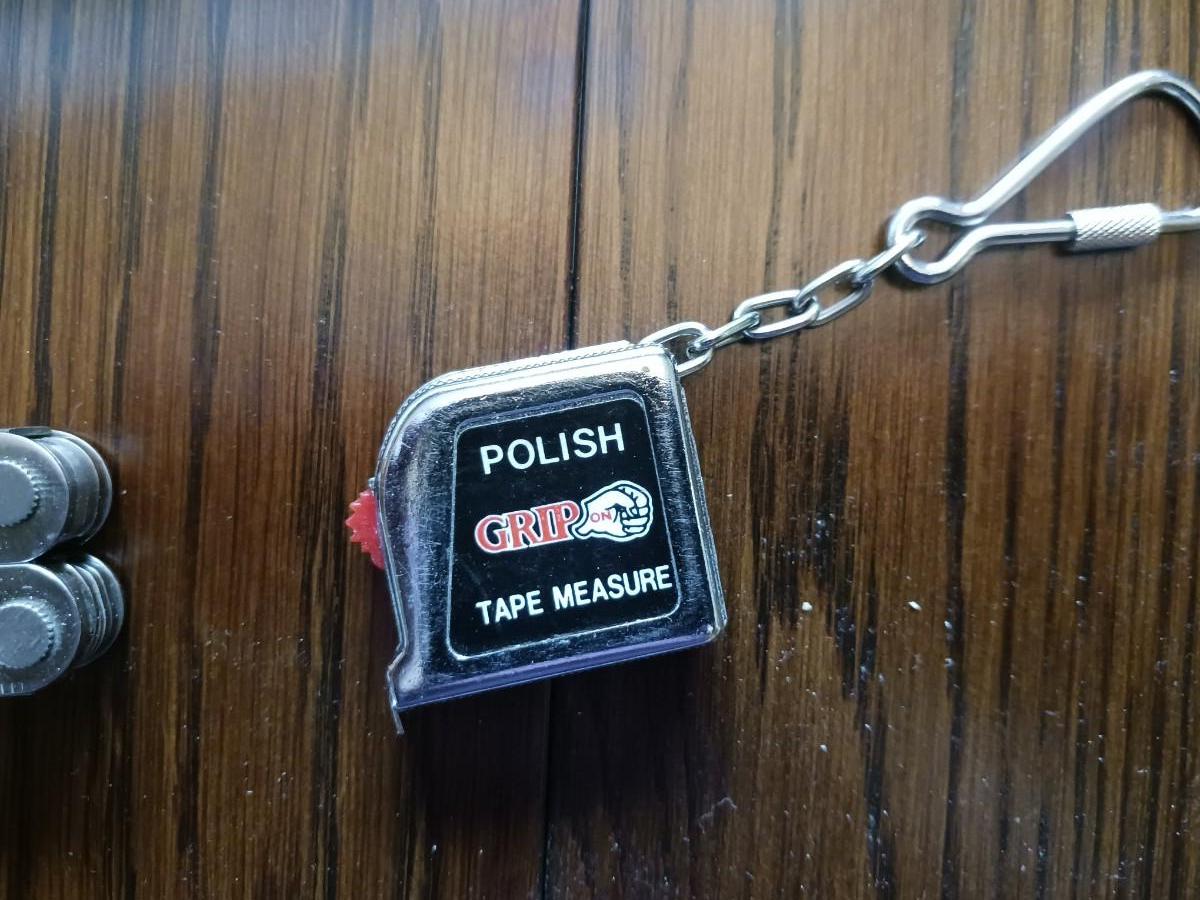 POLISH
GRIP ON
TAPE MEASURE